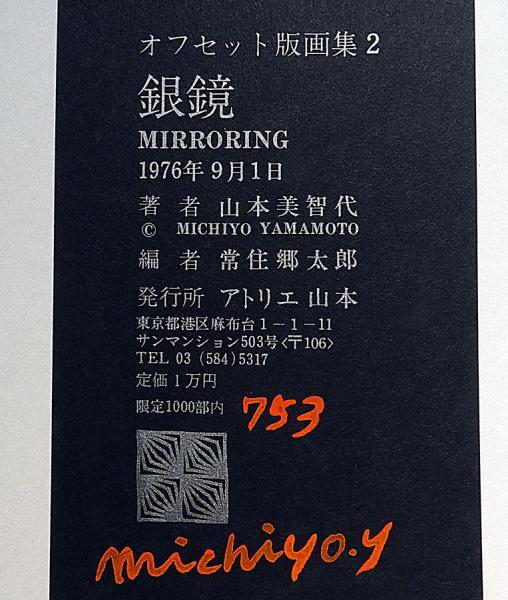 オフセット版画集2
銀鏡
MIRRORING
1976年9月1日
著者 山本美智代
© MICHIYO YAMAMOTO
編者 常住郷太郎
発行所 アトリエ山本
東京都港区麻布台1-1-11
サンマンション503号〈〒106〉
TEL 03 (584) 5317
定価1万円
限定1000部内 753
michiyo.y